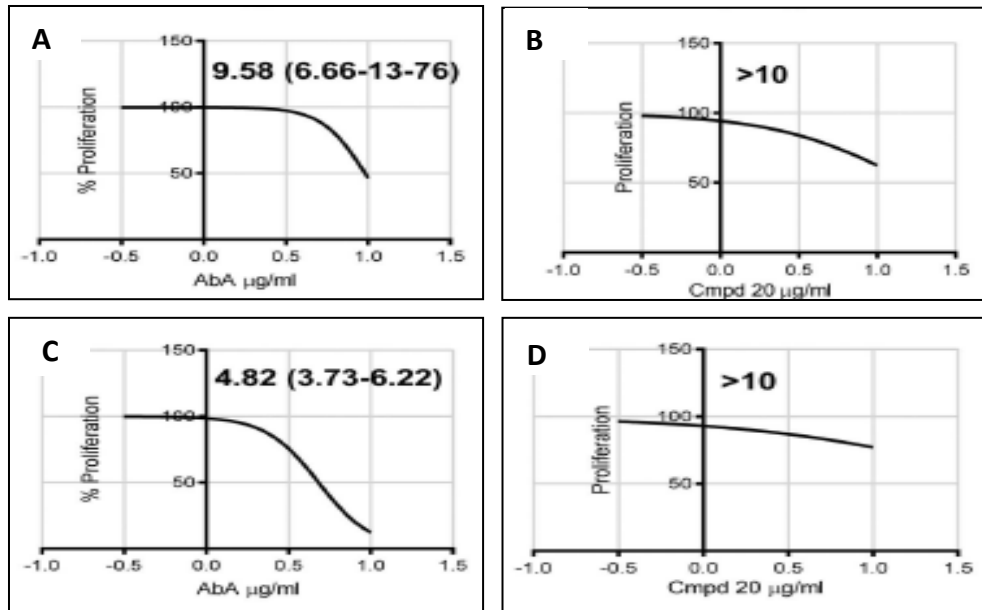 A
150
9.58 (6.66-13-76)
100
50
% Proliferation
-1.0 -0.5 0.0 0.5 1.0 1.5
AbA µg/ml
B
150
>10
100
50
Proliferation
-1.0 -0.5 0.0 0.5 1.0 1.5
Cmpd 20 µg/ml
C
150
4.82 (3.73-6.22)
100
50
% Proliferation
-1.0 -0.5 0.0 0.5 1.0 1.5
AbA µg/ml
D
150
>10
100
50
Proliferation
-1.0 -0.5 0.0 0.5 1.0 1.5
Cmpd 20 µg/ml